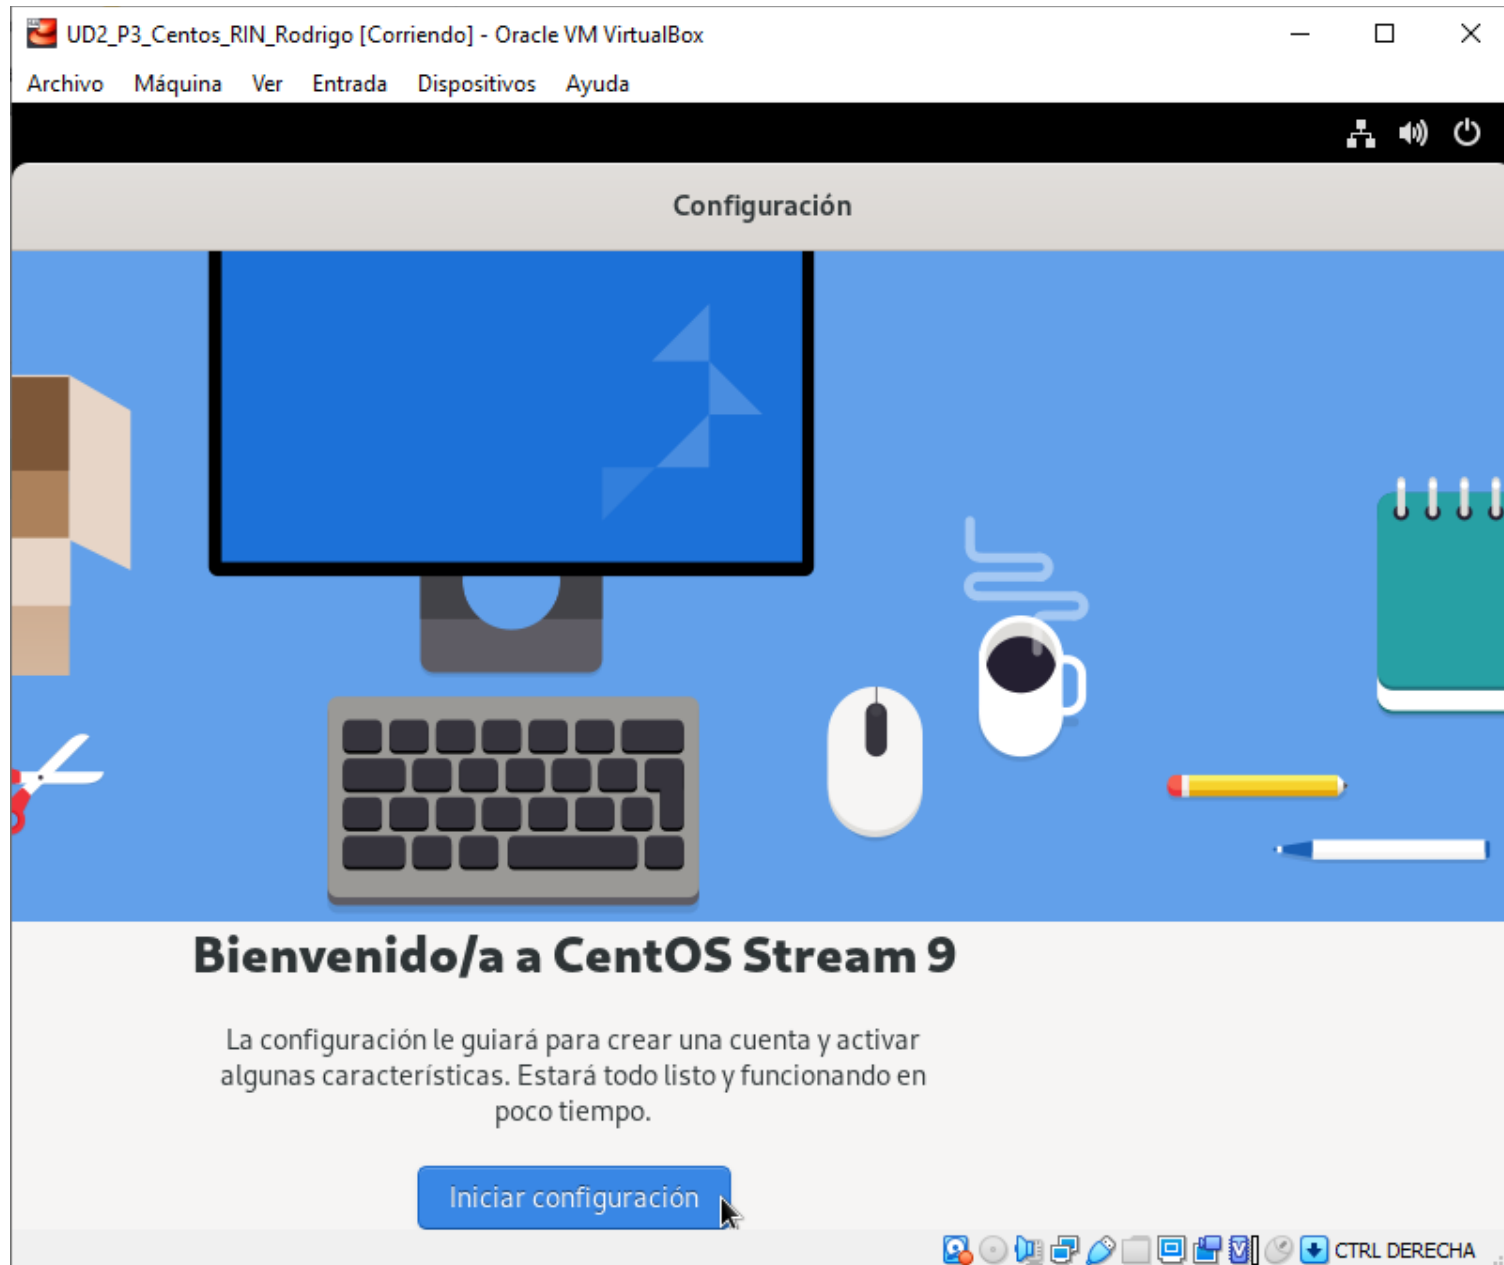 UD2_P3_Centos_RIN_Rodrigo [Corriendo] - Oracle VM VirtualBox
Archivo Máquina Ver Entrada Dispositivos Ayuda
Configuración
Bienvenido/a a CentOS Stream 9
La configuración le guiará para crear una cuenta y activar
algunas características. Estará todo listo y funcionando en
poco tiempo.
Iniciar configuración
CTRL DERECHA